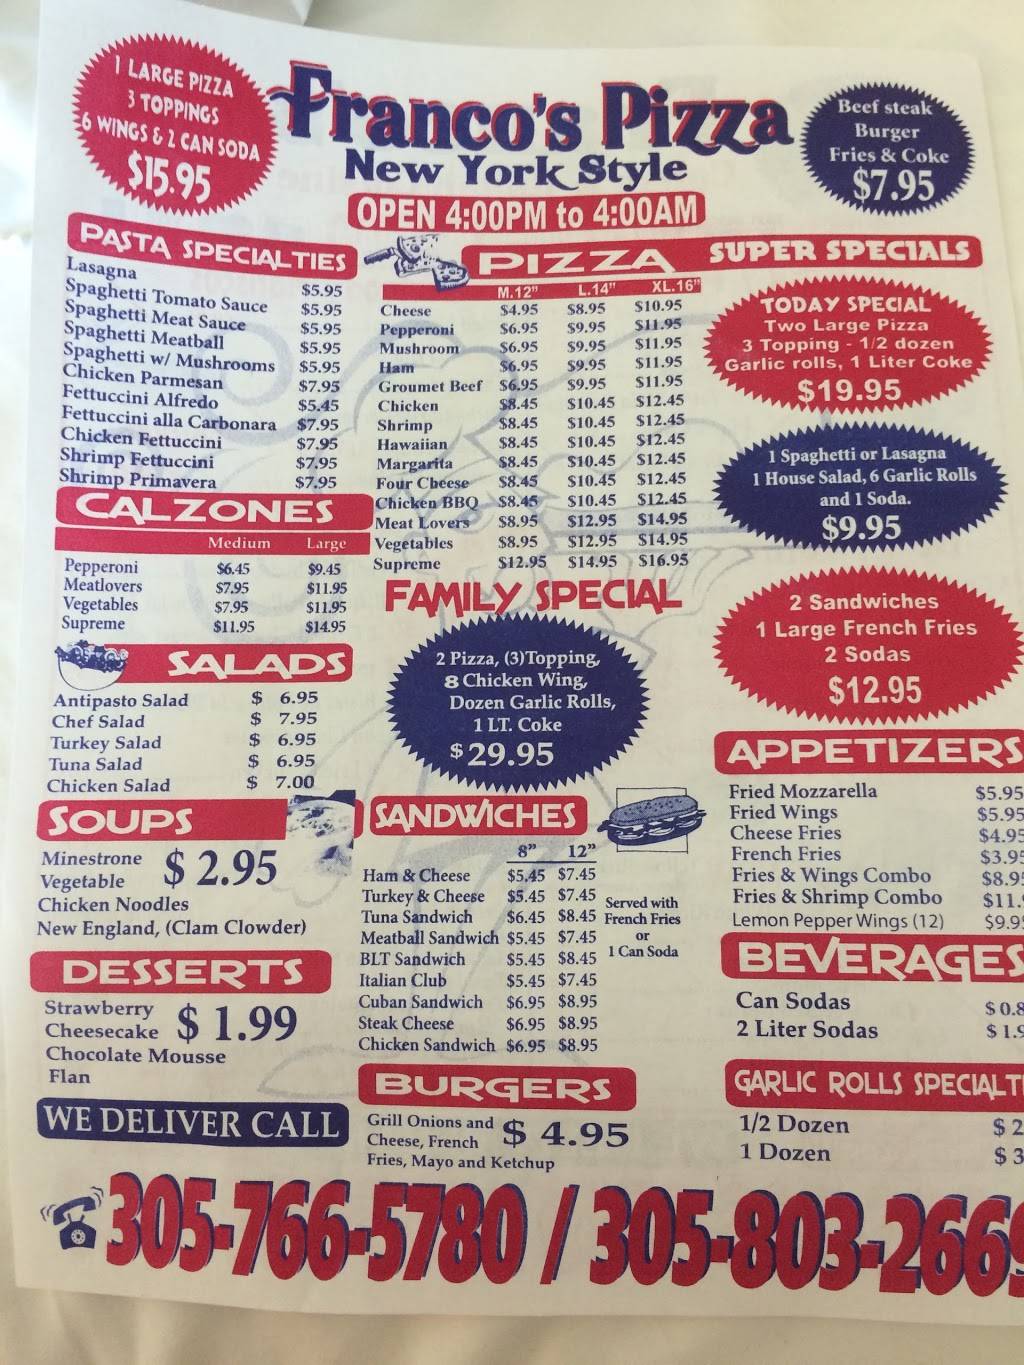 1 LARGE PIZZA
3 TOPPINGS
6 WINGS & 2 CAN SODA
$15.95
Franco's Pizza
New York Style
OPEN 4:00PM to 4:00AM
Beef steak
Burger
Fries & Coke
$7.95
PASTA SPECIALTIES
Lasagna $5.95
Spaghetti Tomato Sauce $5.95
Spaghetti Meat Sauce $5.95
Spaghetti Meatball $5.95
Spaghetti w/ Mushrooms $5.95
Chicken Parmesan $7.95
Fettuccini Alfredo $5.45
Fettuccini alla Carbonara $7.95
Chicken Fettuccini $7.95
Shrimp Fettuccini $7.95
Shrimp Primavera $7.95
CALZONES
Medium Large
Pepperoni $6.45 $9.45
Meatlovers $7.95 $11.95
Vegetables $7.95 $11.95
Supreme $11.95 $14.95
SALADS
Antipasto Salad $ 6.95
Chef Salad $ 7.95
Turkey Salad $ 6.95
Tuna Salad $ 6.95
Chicken Salad $ 7.00
SOUPS
Minestrone
Vegetable $ 2.95
Chicken Noodles
New England, (Clam Clowder)
DESSERTS
Strawberry
Cheesecake $ 1.99
Chocolate Mousse
Flan
WE DELIVER CALL
PIZZA
M.12" L.14" XL.16"
Cheese $4.95 $8.95 $10.95
Pepperoni $6.95 $9.95 $11.95
Mushroom $6.95 $9.95 $11.95
Ham $6.95 $9.95 $11.95
Groumet Beef $6.95 $9.95 $11.95
Chicken $8.45 $10.45 $12.45
Shrimp $8.45 $10.45 $12.45
Hawaiian $8.45 $10.45 $12.45
Margarita $8.45 $10.45 $12.45
Four Cheese $8.45 $10.45 $12.45
Chicken BBQ $8.45 $10.45 $12.45
Meat Lovers $8.95 $12.95 $14.95
Vegetables $8.95 $12.95 $14.95
Supreme $12.95 $14.95 $16.95
FAMILY SPECIAL
2 Pizza, (3)Topping,
8 Chicken Wing,
Dozen Garlic Rolls,
1 LT. Coke
$29.95
SANDWICHES
8" 12"
Ham & Cheese $5.45 $7.45
Turkey & Cheese $5.45 $7.45
Tuna Sandwich $6.45 $8.45
Meatball Sandwich $5.45 $7.45
BLT Sandwich $5.45 $8.45
Italian Club $5.45 $7.45
Cuban Sandwich $6.95 $8.95
Steak Cheese $6.95 $8.95
Chicken Sandwich $6.95 $8.95
Served with
French Fries
or
1 Can Soda
BURGERS
Grill Onions and
Cheese, French $ 4.95
Fries, Mayo and Ketchup
SUPER SPECIALS
TODAY SPECIAL
Two Large Pizza
3 Topping - 1/2 dozen
Garlic rolls, 1 Liter Coke
$19.95
1 Spaghetti or Lasagna
1 House Salad, 6 Garlic Rolls
and 1 Soda.
$9.95
2 Sandwiches
1 Large French Fries
2 Sodas
$12.95
APPETIZERS
Fried Mozzarella $5.95
Fried Wings $5.95
Cheese Fries $4.95
French Fries
Fries & Wings Combo
Fries & Shrimp Combo
Lemon Pepper Wings (12)
BEVERAGES
Can Sodas
2 Liter Sodas
GARLIC ROLLS
1/2 Dozen
1 Dozen
305-766-5780 / 305-803-2669